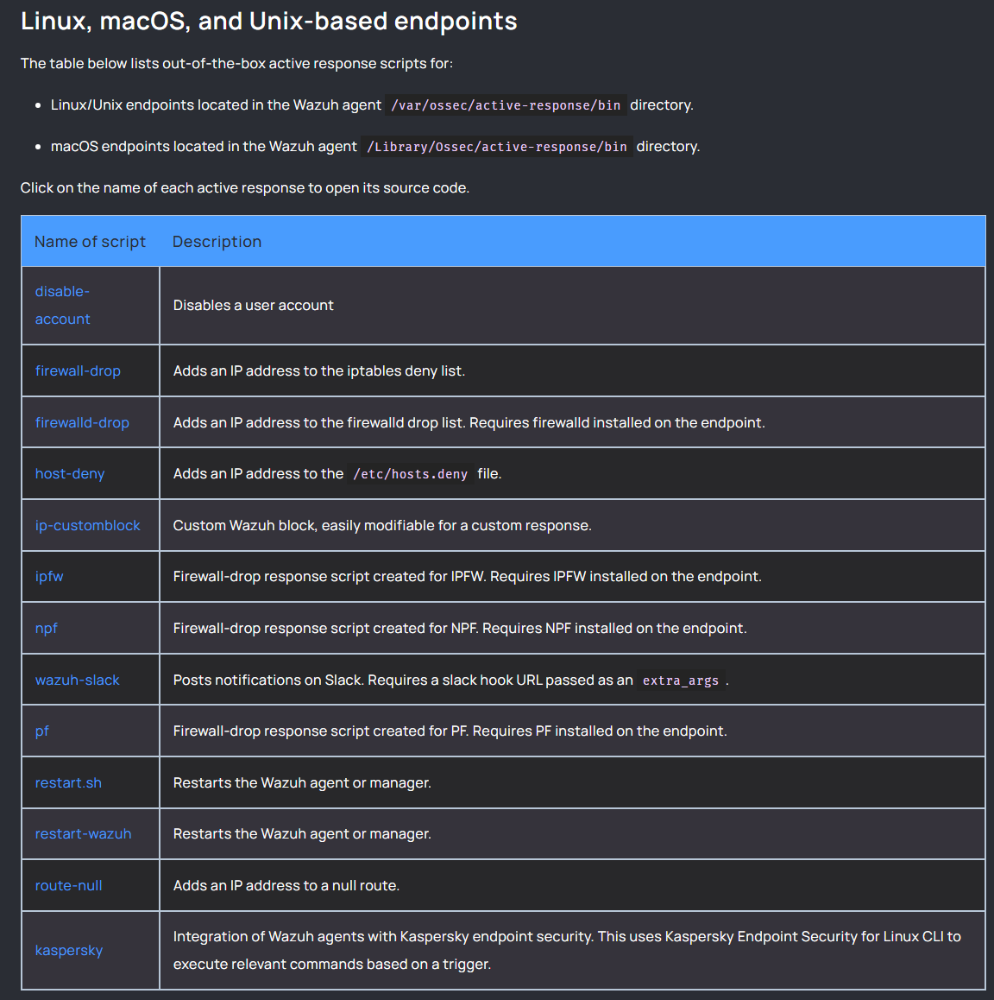 Linux, macOS, and Unix-based endpoints
The table below lists out-of-the-box active response scripts for:
• Linux/Unix endpoints located in the Wazuh agent /var/ossec/active-response/bin directory.
• macOS endpoints located in the Wazuh agent /Library/Ossec/active-response/bin directory.
Click on the name of each active response to open its source code.
Name of script Description
disable-
account
Disables a user account
firewall-drop Adds an IP address to the iptables deny list.
firewalld-drop Adds an IP address to the firewalld drop list. Requires firewalld installed on the endpoint.
host-deny Adds an IP address to the /etc/hosts.deny file.
ip-customblock Custom Wazuh block, easily modifiable for a custom response.
ipfw Firewall-drop response script created for IPFW. Requires IPFW installed on the endpoint.
npf Firewall-drop response script created for NPF. Requires NPF installed on the endpoint.
wazuh-slack Posts notifications on Slack. Requires a slack hook URL passed as an extra_args .
pf Firewall-drop response script created for PF. Requires PF installed on the endpoint.
restart.sh Restarts the Wazuh agent or manager.
restart-wazuh Restarts the Wazuh agent or manager.
route-null Adds an IP address to a null route.
kaspersky
Integration of Wazuh agents with Kaspersky endpoint security. This uses Kaspersky Endpoint Security for Linux CLI to
execute relevant commands based on a trigger.